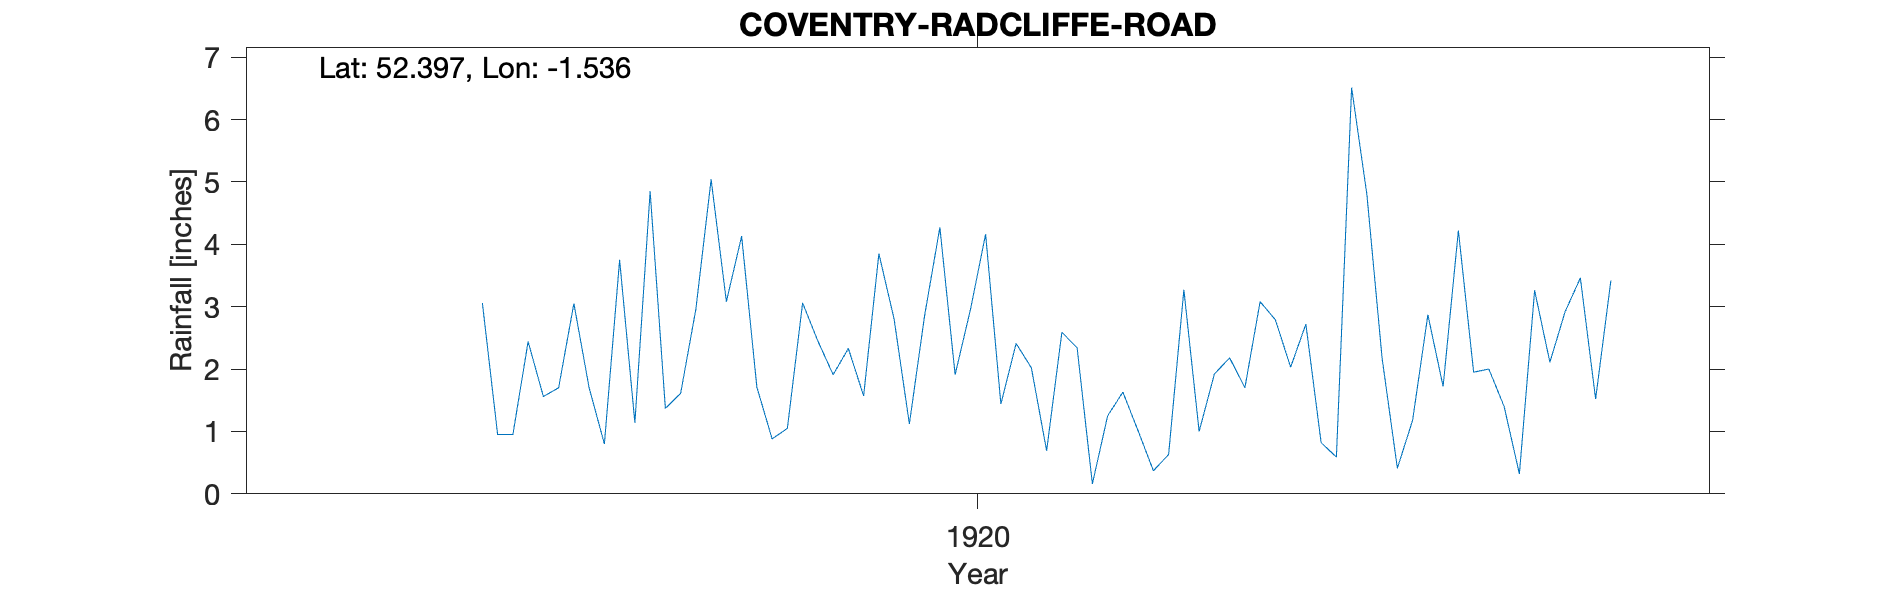 COVENTRY-RADCLIFFE-ROAD
Lat: 52.397, Lon: -1.536
7
6
5
4
3
2
1
0
Rainfall [inches]
1920
Year